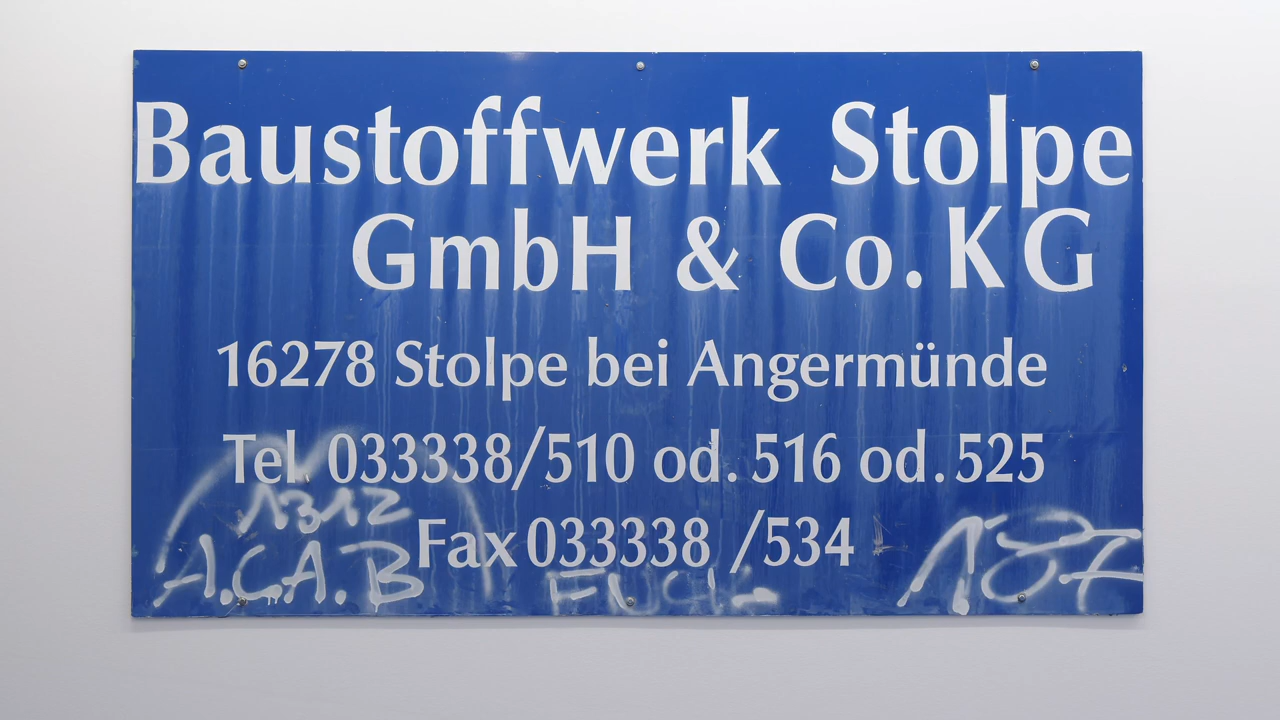 Baustoffwerk Stolpe
GmbH & Co. KG
16278 Stolpe bei Angermünde
Tel. 033338/510 od. 516 od. 525
1312
Fax 033338 /534
A.C.A.B
FUCK